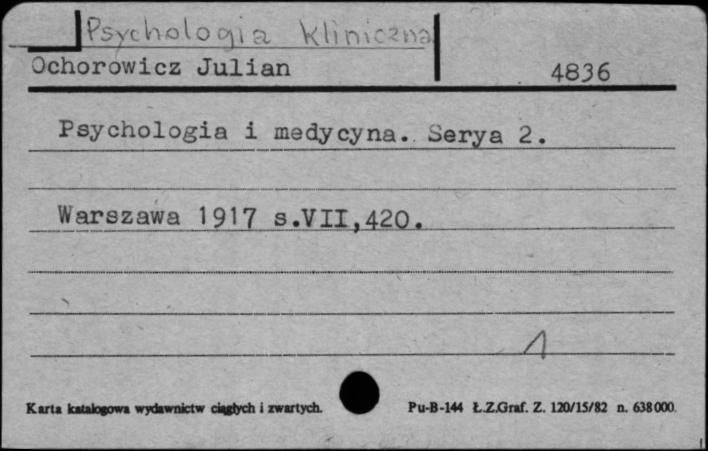 Psychologia kliniczna
Ochorowicz Julian
4836
Psychologia i medycyna. Serya 2.
Warszawa 1917 s.VII,420.
1
Karta katalogowa wydawnictw ciągłych i zwartych.
Pu-B-144 Ł.Z.Graf. Z. 120/15/82 n. 638000.